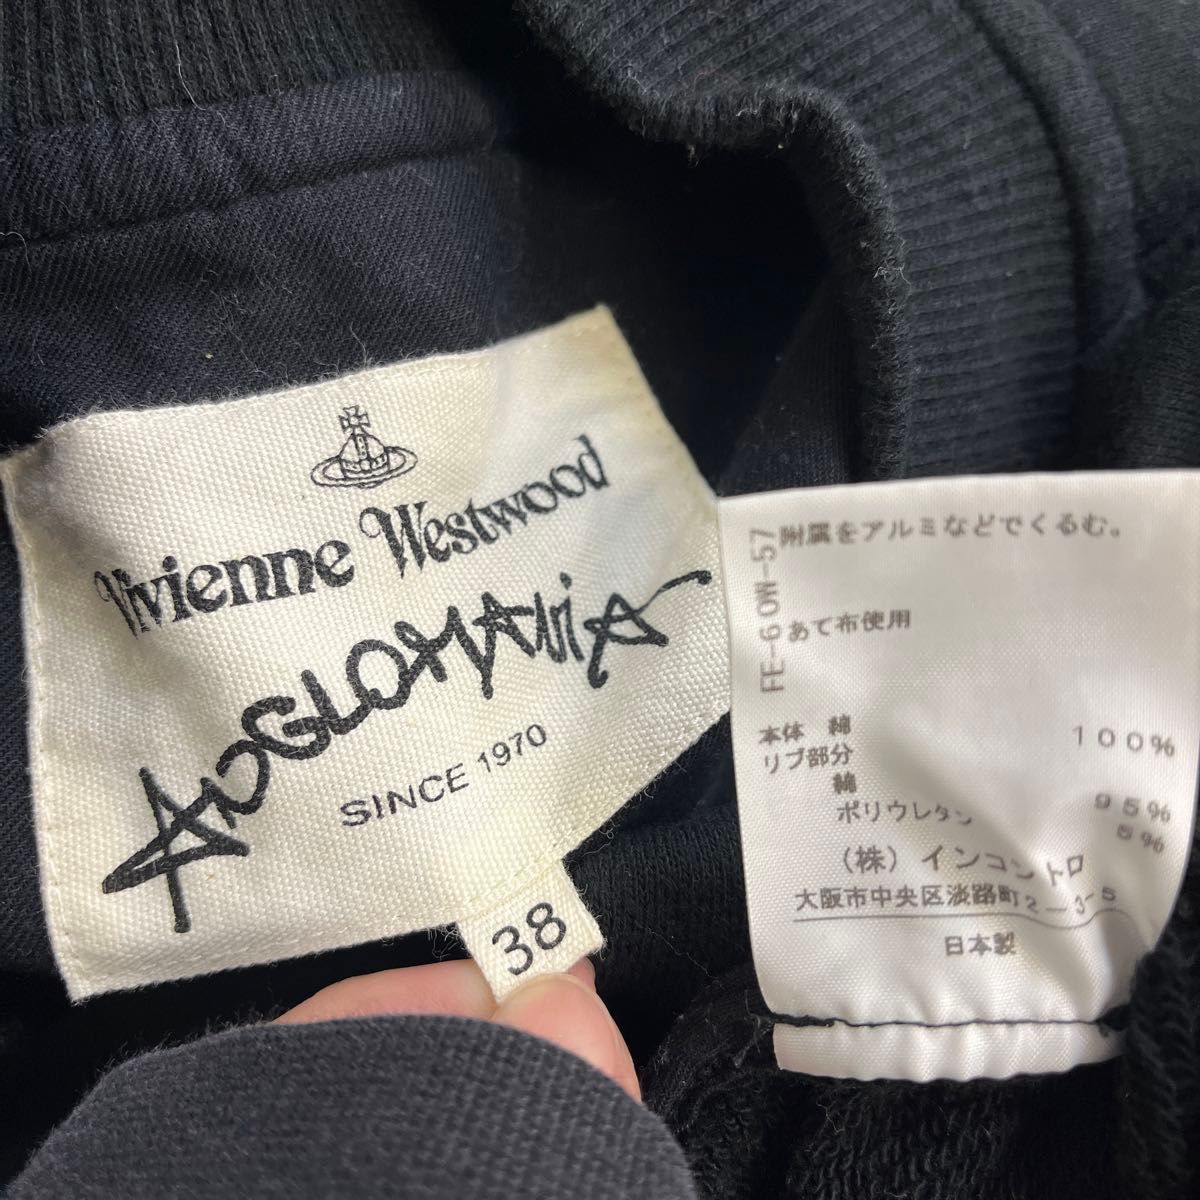 Vivienne Westwood
ANGLOMANIA
SINCE 1970
38
FE-60W-57
附属をアルミなどでくるむ。
あて布使用
本体 綿 100%
リブ部分
綿 95%
ポリウレタン 5%
(株)インコントロ
大阪市中央区淡路町2-3-5
日本製